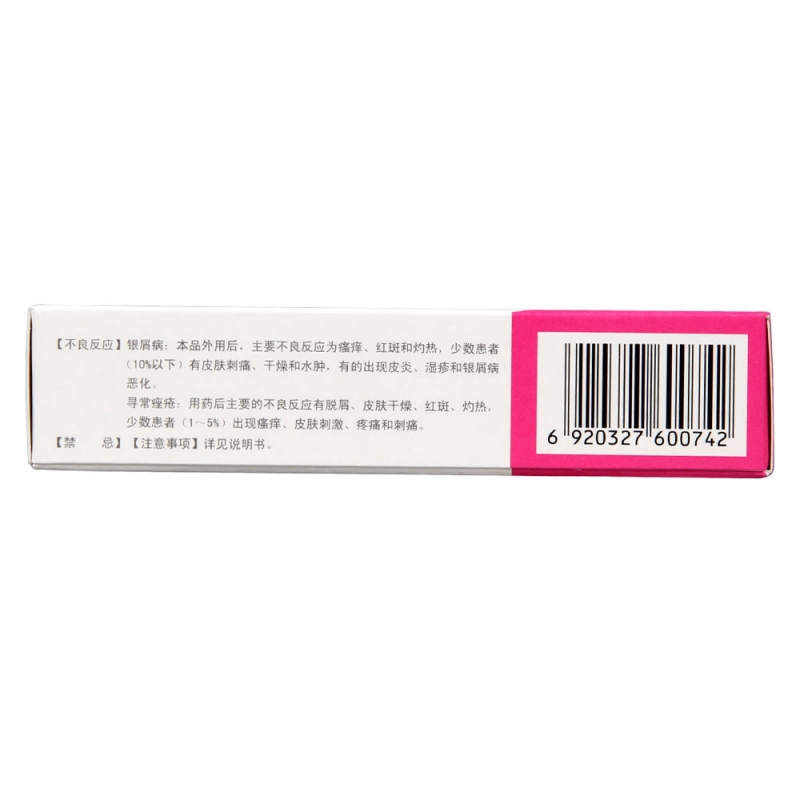 【不良反应】银屑病：本品外用后，主要不良反应为瘙痒、红斑和灼热，少数患者
（10%以下）有皮肤刺痛、干燥和水肿，有的出现皮炎、湿疹和银屑病
恶化。
寻常痤疮：用药后主要的不良反应有脱屑、皮肤干燥、红斑、灼热，
少数患者（1～5%）出现瘙痒、皮肤刺激、疼痛和刺痛。
【禁　　忌】【注意事项】详见说明书。
6 920327 600742